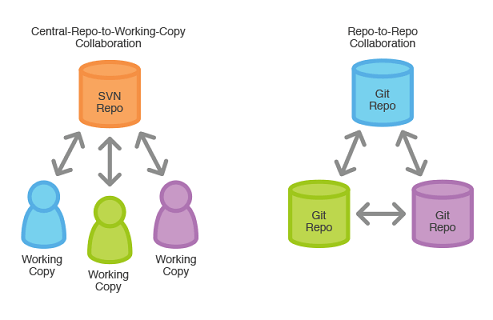 Central-Repo-to-Working-Copy
Collaboration
SVN
Repo
Working
Copy
Working
Copy
Working
Copy
Repo-to-Repo
Collaboration
Git
Repo
Git
Repo
Git
Repo